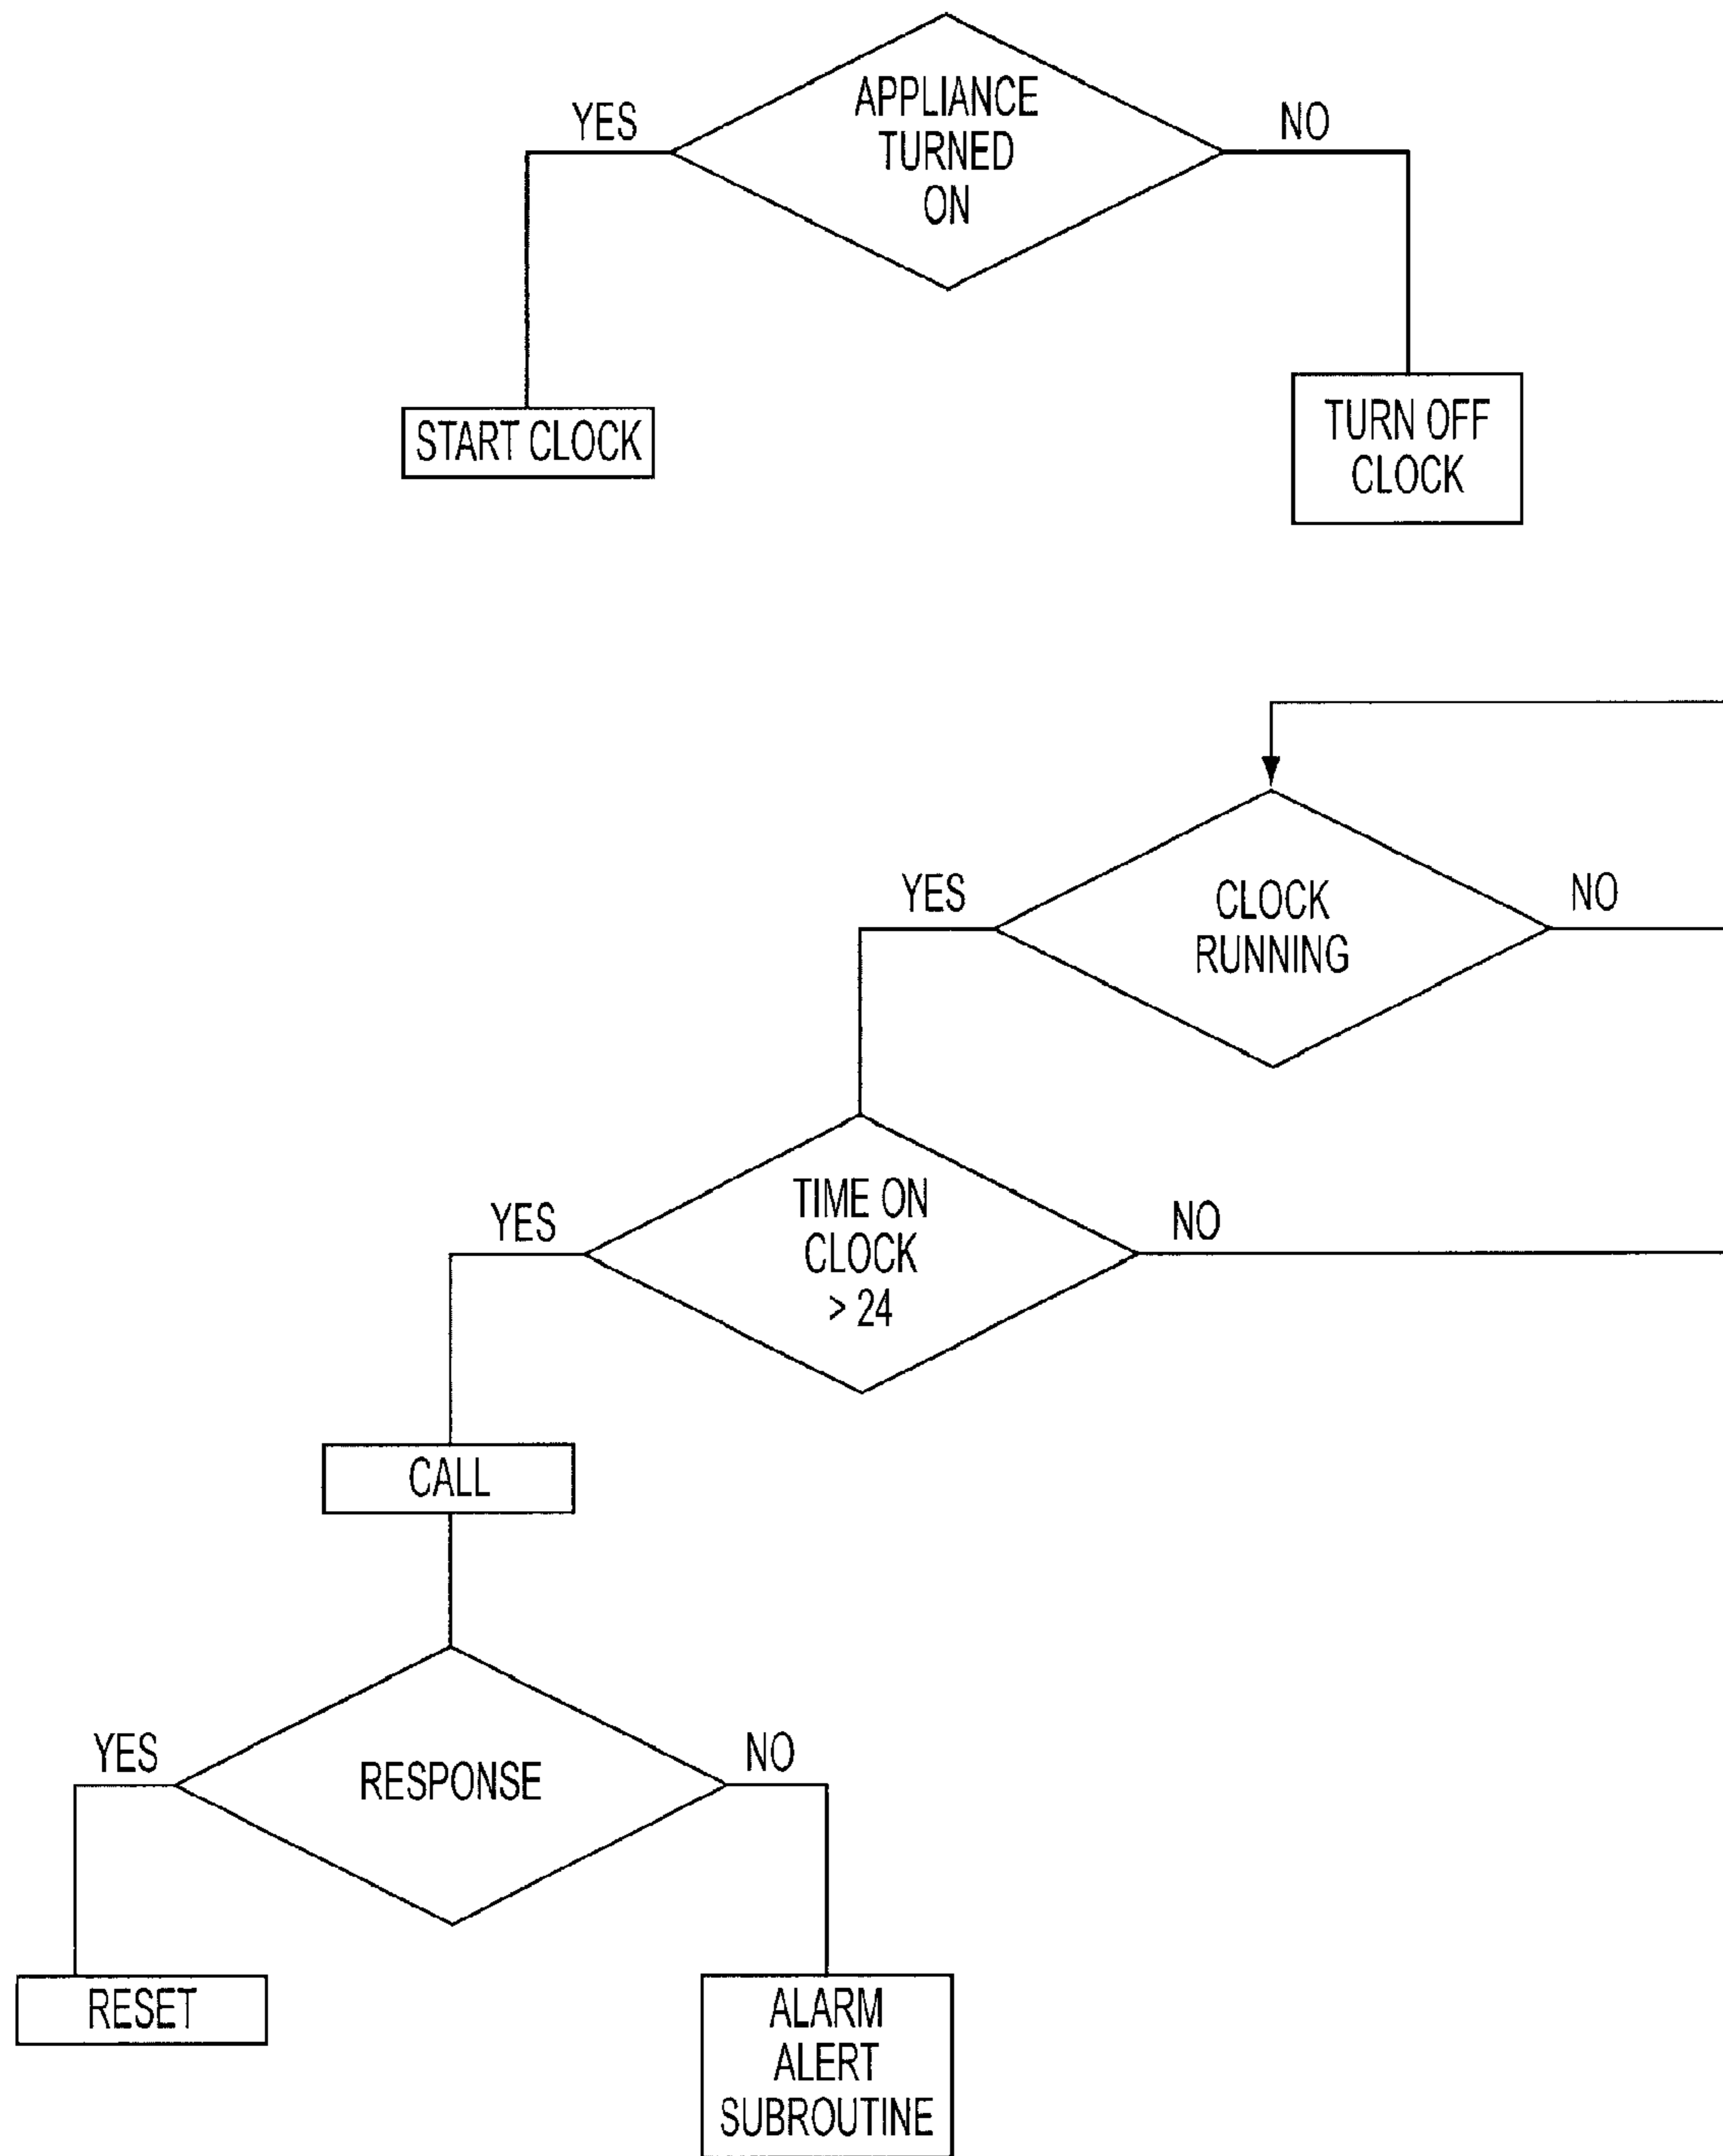 APPLIANCE
TURNED
ON
YES
NO
START CLOCK
TURN OFF
CLOCK
CLOCK
RUNNING
YES
NO
TIME ON
CLOCK
> 24
YES
NO
CALL
RESPONSE
YES
NO
RESET
ALARM
ALERT
SUBROUTINE